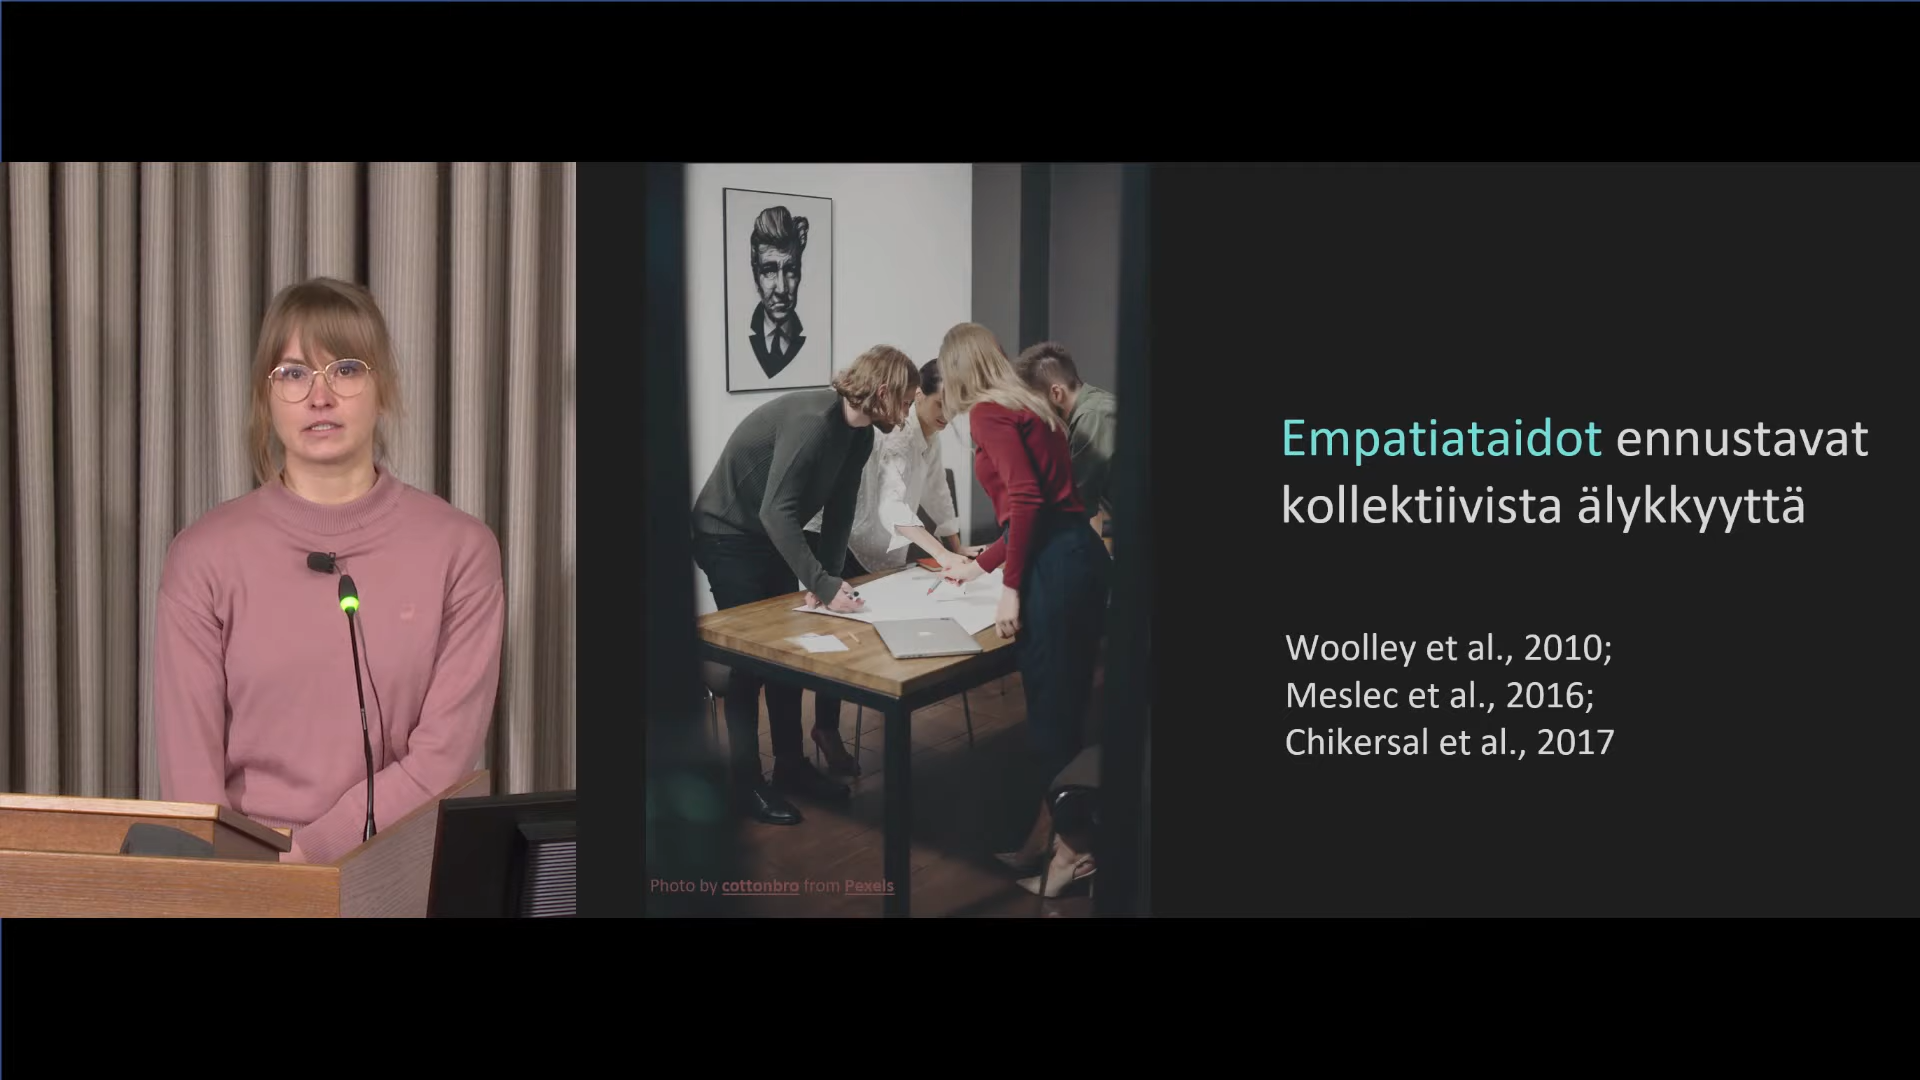 Empatiataidot ennustavat
kollektiivista älykkyyttä
Woolley et al., 2010;
Meslec et al., 2016;
Chikersal et al., 2017
Photo by cottonbro from Pexels